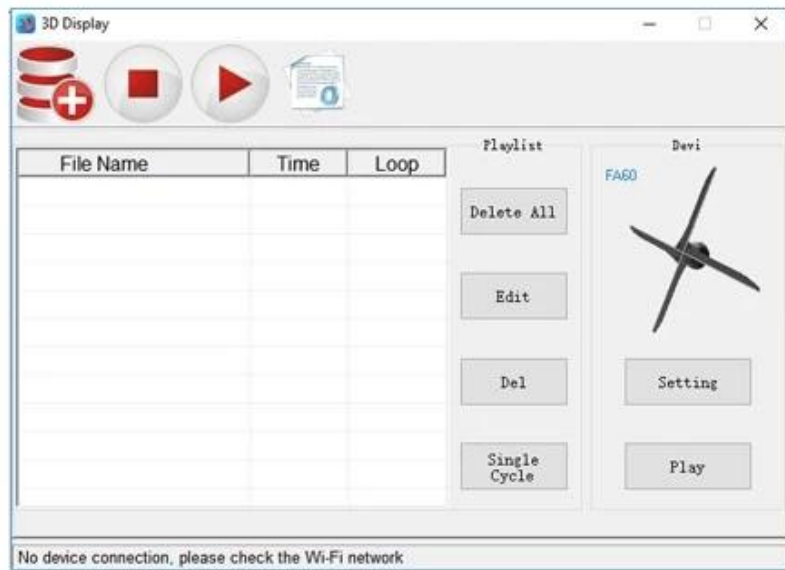 3D Display
File Name Time Loop
Playlist
Delete All
Edit
Del
Single
Cycle
Devi
FA60
Setting
Play
No device connection, please check the Wi-Fi network